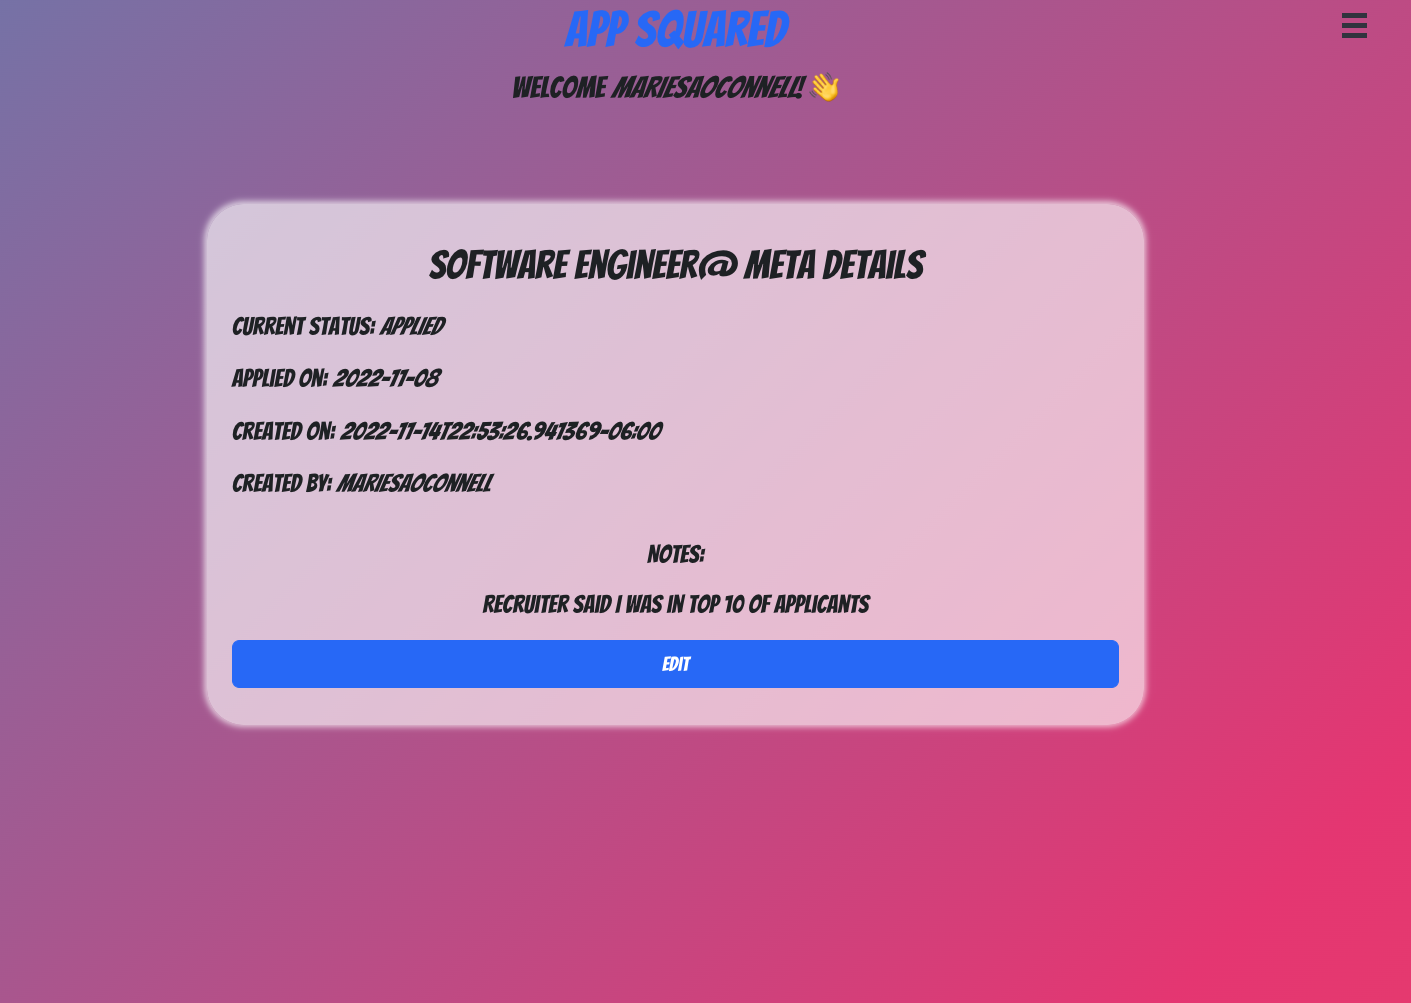 APP SQUARED
WELCOME MARIESAOCONNELL! 👋
SOFTWARE ENGINEER@ META DETAILS
CURRENT STATUS: APPLIED
APPLIED ON: 2022-11-08
CREATED ON: 2022-11-14T22:53:26.941369-06:00
CREATED BY: MARIESAOCONNELL
NOTES:
RECRUITER SAID I WAS IN TOP 10 OF APPLICANTS
EDIT